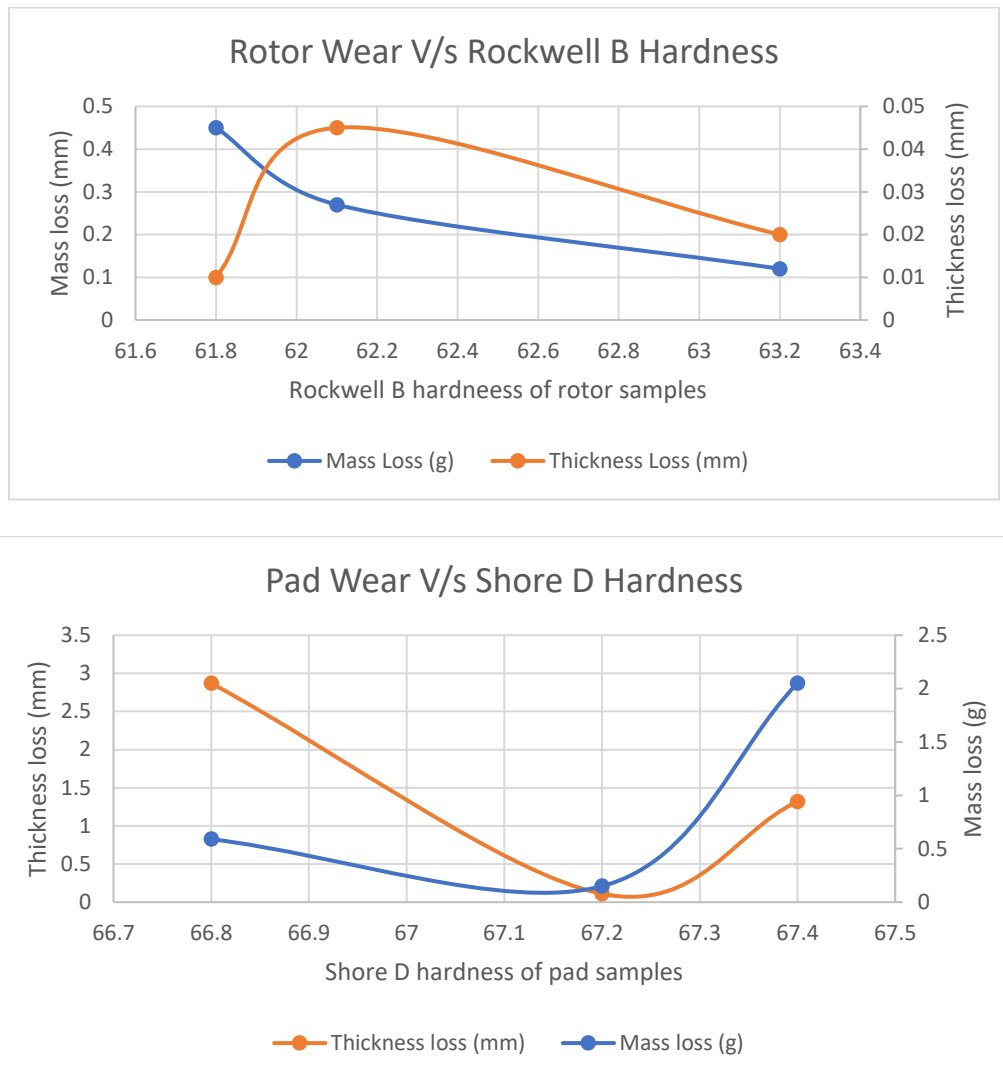 Rotor Wear V/s Rockwell B Hardness
Mass loss (mm)
0.5
0.4
0.3
0.2
0.1
0
0.05
0.04
0.03
0.02
0.01
0
Thickness loss (mm)
61.6 61.8 62 62.2 62.4 62.6 62.8 63 63.2 63.4
Rockwell B hardneess of rotor samples
Mass Loss (g) Thickness Loss (mm)
Pad Wear V/s Shore D Hardness
Thickness loss (mm)
3.5
3
2.5
2
1.5
1
0.5
0
2.5
2
1.5
1
0.5
0
Mass loss (g)
66.7 66.8 66.9 67 67.1 67.2 67.3 67.4 67.5
Shore D hardness of pad samples
Thickness loss (mm) Mass loss (g)